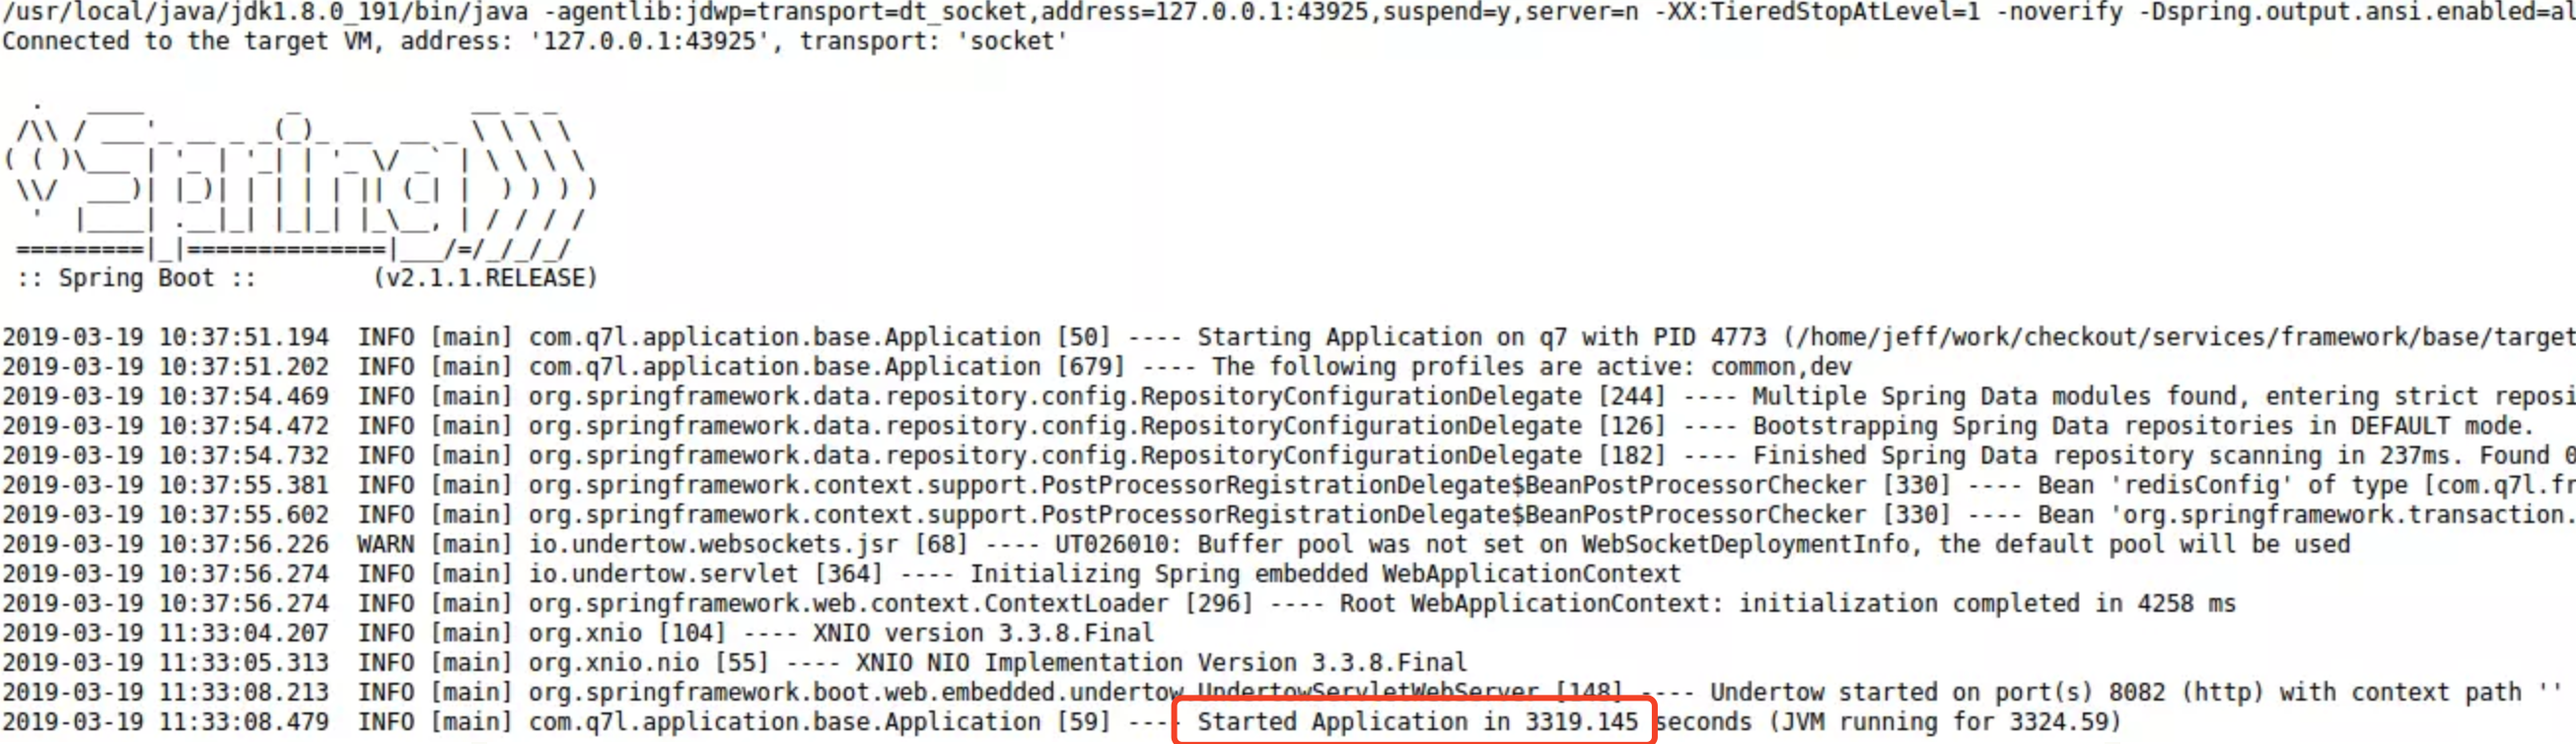 /usr/local/java/jdk1.8.0_191/bin/java -agentlib:jdwp=transport=dt_socket,address=127.0.0.1:43925,suspend=y,server=n -XX:TieredStopAtLevel=1 -noverify -Dspring.output.ansi.enabled=al
Connected to the target VM, address: '127.0.0.1:43925', transport: 'socket'
Spring
:: Spring Boot :: (v2.1.1.RELEASE)
2019-03-19 10:37:51.194 INFO [main] com.q7l.application.base.Application [50] ---- Starting Application on q7 with PID 4773 (/home/jeff/work/checkout/services/framework/base/target
2019-03-19 10:37:51.202 INFO [main] com.q7l.application.base.Application [679] ---- The following profiles are active: common,dev
2019-03-19 10:37:54.469 INFO [main] org.springframework.data.repository.config.RepositoryConfigurationDelegate [244] ---- Multiple Spring Data modules found, entering strict reposi
2019-03-19 10:37:54.472 INFO [main] org.springframework.data.repository.config.RepositoryConfigurationDelegate [126] ---- Bootstrapping Spring Data repositories in DEFAULT mode.
2019-03-19 10:37:54.732 INFO [main] org.springframework.data.repository.config.RepositoryConfigurationDelegate [182] ---- Finished Spring Data repository scanning in 237ms. Found 0
2019-03-19 10:37:55.381 INFO [main] org.springframework.context.support.PostProcessorRegistrationDelegate$BeanPostProcessorChecker [330] ---- Bean 'redisConfig' of type [com.q7l.fr
2019-03-19 10:37:55.602 INFO [main] org.springframework.context.support.PostProcessorRegistrationDelegate$BeanPostProcessorChecker [330] ---- Bean 'org.springframework.transaction.
2019-03-19 10:37:56.226 WARN [main] io.undertow.websockets.jsr [68] ---- UT026010: Buffer pool was not set on WebSocketDeploymentInfo, the default pool will be used
2019-03-19 10:37:56.274 INFO [main] io.undertow.servlet [364] ---- Initializing Spring embedded WebApplicationContext
2019-03-19 10:37:56.274 INFO [main] org.springframework.web.context.ContextLoader [296] ---- Root WebApplicationContext: initialization completed in 4258 ms
2019-03-19 11:33:04.207 INFO [main] org.xnio [104] ---- XNIO version 3.3.8.Final
2019-03-19 11:33:05.313 INFO [main] org.xnio.nio [55] ---- XNIO NIO Implementation Version 3.3.8.Final
2019-03-19 11:33:08.213 INFO [main] org.springframework.boot.web.embedded.undertow.UndertowServletWebServer [148] ---- Undertow started on port(s) 8082 (http) with context path ''
2019-03-19 11:33:08.479 INFO [main] com.q7l.application.base.Application [59] ---- Started Application in 3319.145 seconds (JVM running for 3324.59)